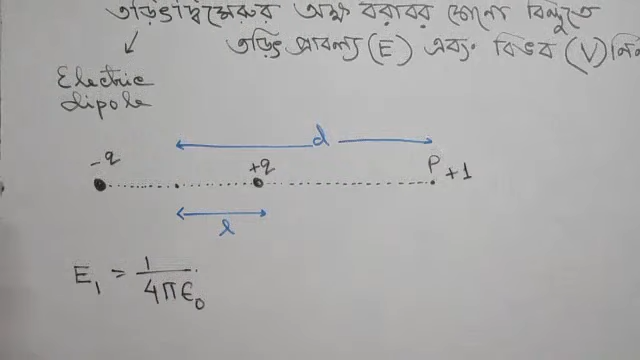 তড়িৎদ্বিমেরুর অক্ষ বরাবর কোনো বিন্দুতে
তড়িৎ প্রাবল্য (E) এবং বিভব (V)
Electric
dipole
d
-q +q P +1
l
E₁ = 1/4πϵ₀